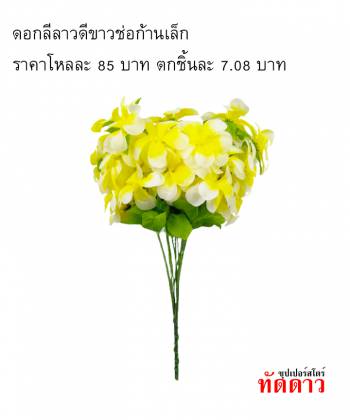 ดอกลีลาวดีขาวช่อก้านเล็ก
ราคาโหลละ 85 บาท ตกชิ้นละ 7.08 บาท
ซุปเปอร์สโตร์
ทัดดาว